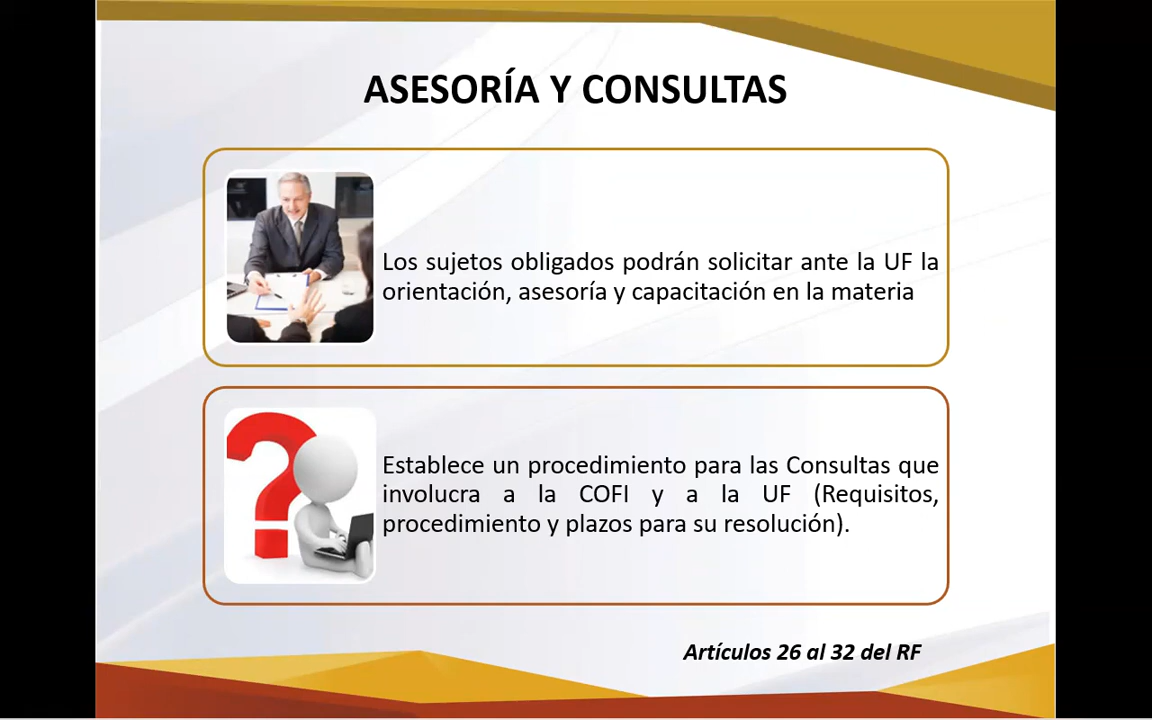 ASESORÍA Y CONSULTAS
Los sujetos obligados podrán solicitar ante la UF la
orientación, asesoría y capacitación en la materia
Establece un procedimiento para las Consultas que
involucra a la COFI y a la UF (Requisitos,
procedimiento y plazos para su resolución).
Artículos 26 al 32 del RF